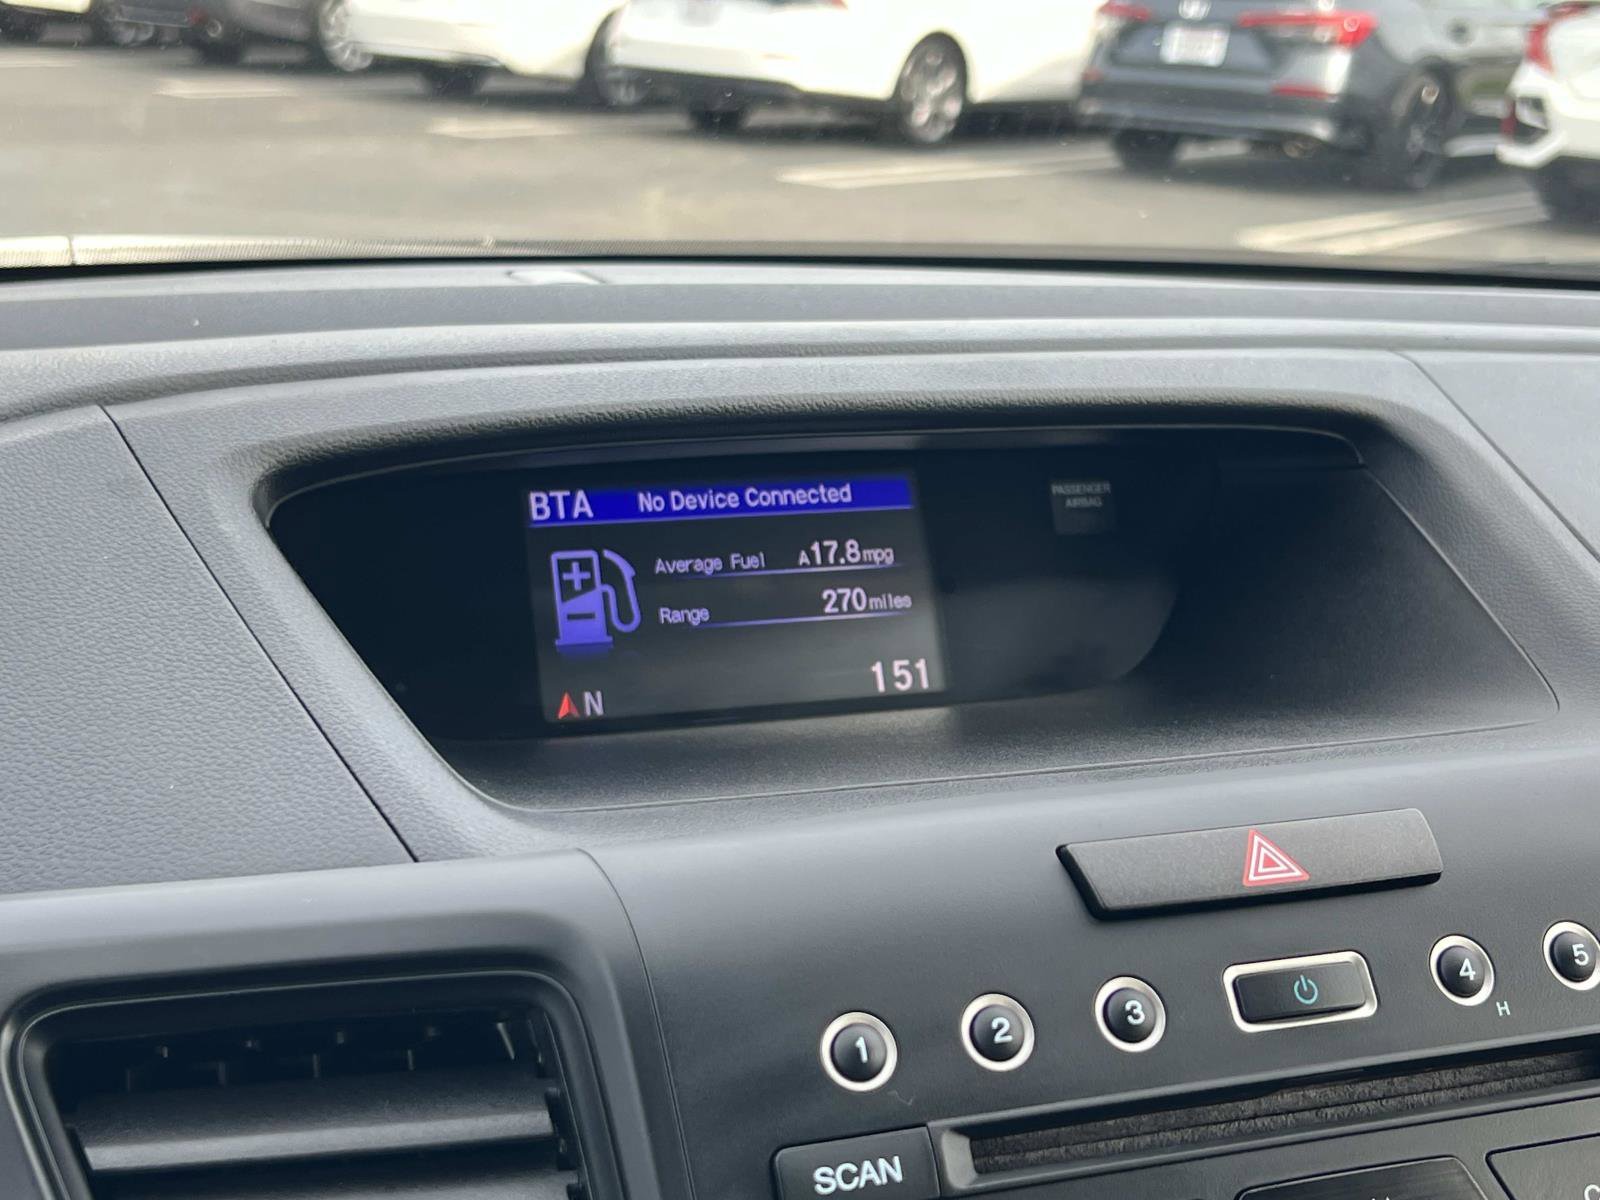 BTA No Device Connected
Average Fuel A17.8mpg
Range 270miles
151
N
PASSENGER
AIRBAG
1 2 3 4 5
H
SCAN